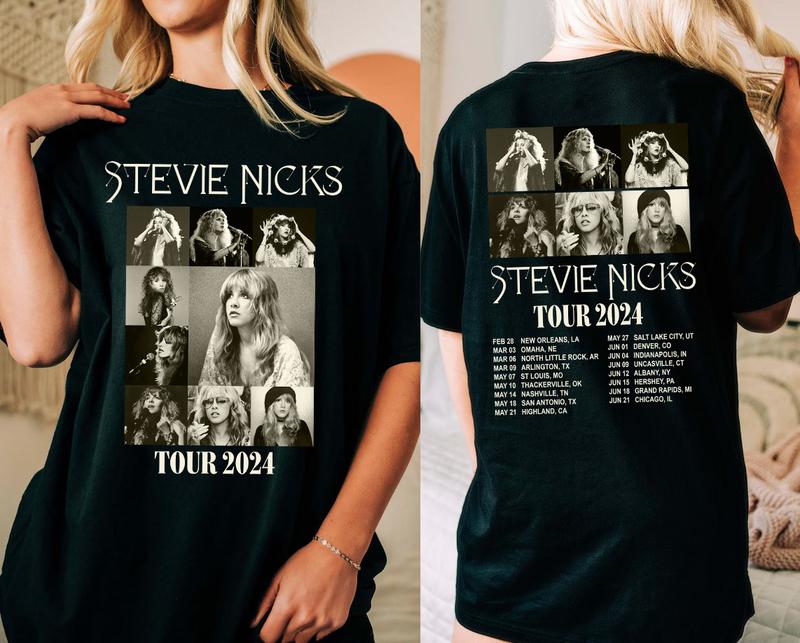 STEVIE NICKS
TOUR 2024
STEVIE NICKS
TOUR 2024
FEB 28 NEW ORLEANS, LA
MAR 03 OMAHA, NE
MAR 06 NORTH LITTLE ROCK, AR
MAR 09 ARLINGTON, TX
MAY 07 ST LOUIS, MO
MAY 10 THACKERVILLE, OK
MAY 14 NASHVILLE, TN
MAY 18 SAN ANTONIO, TX
MAY 21 HIGHLAND, CA
MAY 27 SALT LAKE CITY, UT
JUN 01 DENVER, CO
JUN 04 INDIANAPOLIS, IN
JUN 09 UNCASVILLE, CT
JUN 12 ALBANY, NY
JUN 15 HERSHEY, PA
JUN 18 GRAND RAPIDS, MI
JUN 21 CHICAGO, IL